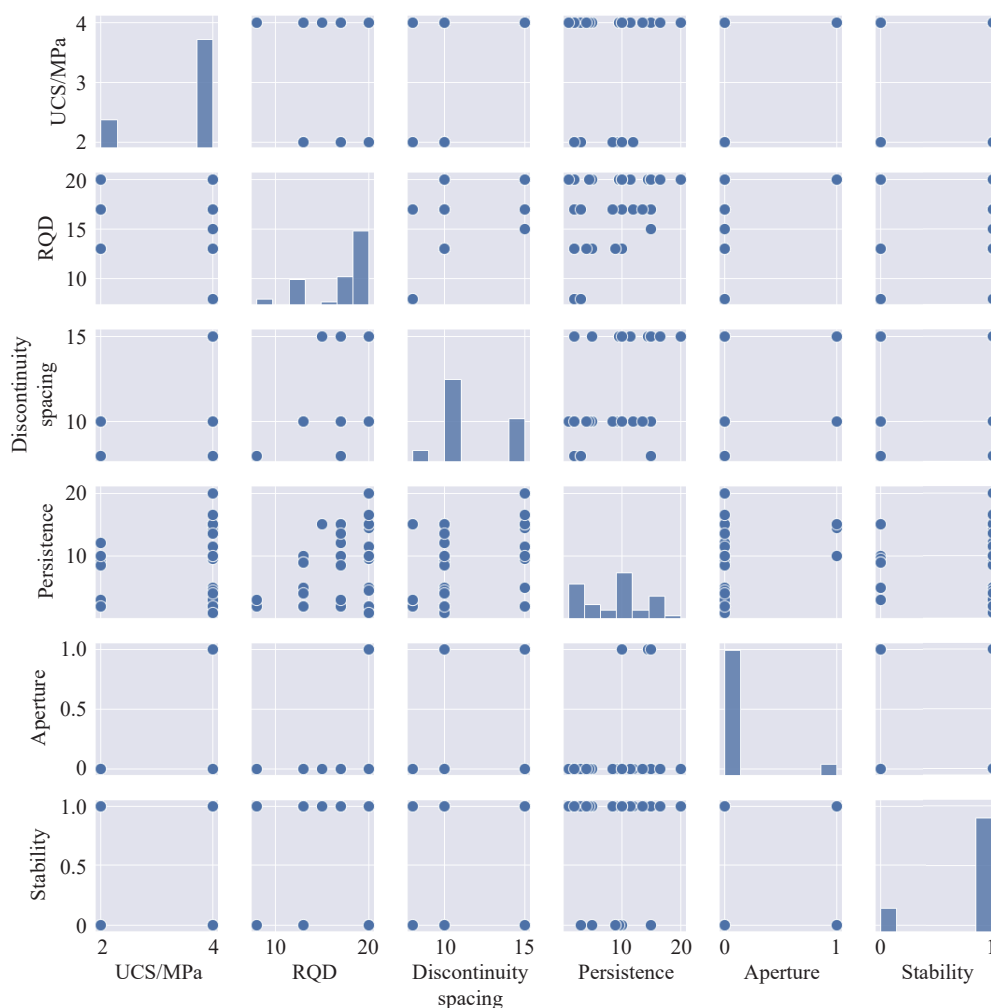 4
UCS/MPa
3
2
20
RQD
15
10
15
Discontinuity
spacing
10
20
Persistence
10
1.0
Aperture
0.5
0
1.0
Stability
0.5
0
2 4 10 20 10 15 10 20 0 1 0 1
UCS/MPa RQD Discontinuity Persistence Aperture Stability
spacing